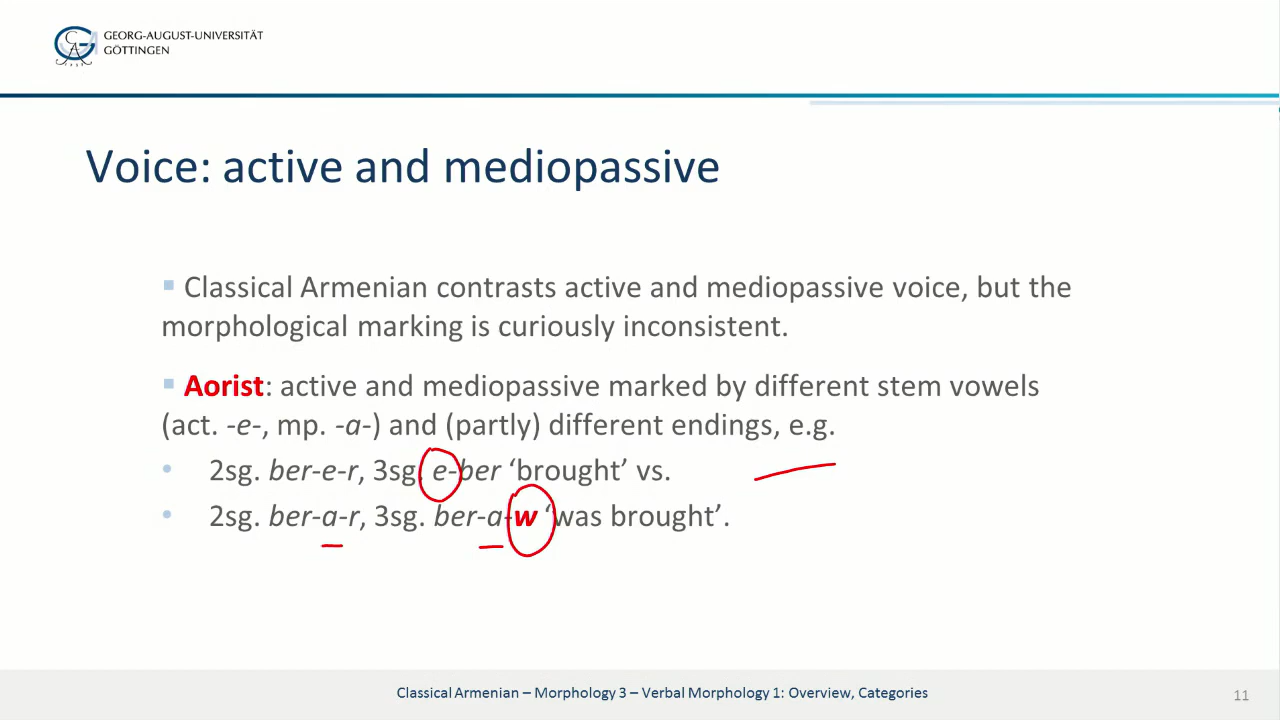 GEORG-AUGUST-UNIVERSITÄT
GÖTTINGEN
Voice: active and mediopassive
Classical Armenian contrasts active and mediopassive voice, but the
morphological marking is curiously inconsistent.
Aorist: active and mediopassive marked by different stem vowels
(act. -e-, mp. -a-) and (partly) different endings, e.g.
• 2sg. ber-e-r, 3sg. e-ber ‘brought’ vs.
• 2sg. ber-a-r, 3sg. ber-a-w ‘was brought’.
Classical Armenian – Morphology 3 – Verbal Morphology 1: Overview, Categories
11